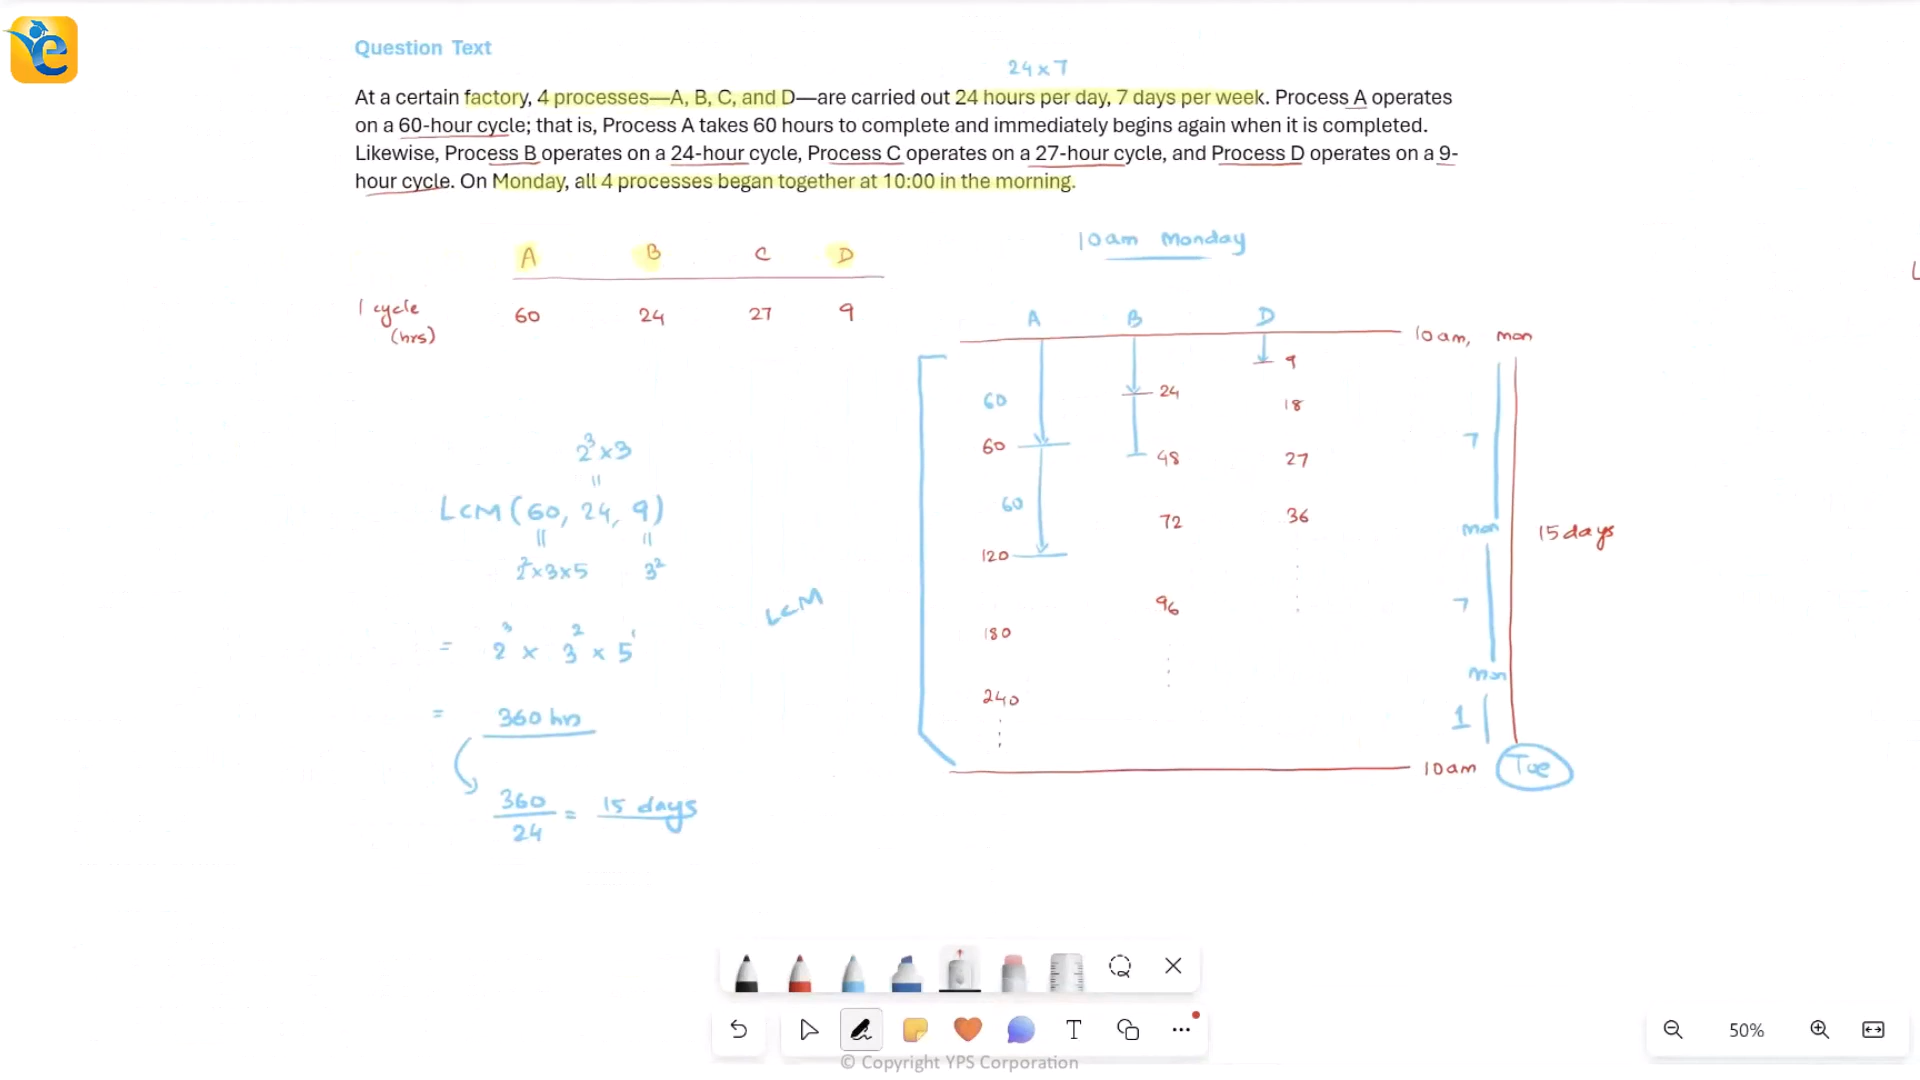 Question Text
24 x 7
At a certain factory, 4 processes—A, B, C, and D—are carried out 24 hours per day, 7 days per week. Process A operates
on a 60-hour cycle; that is, Process A takes 60 hours to complete and immediately begins again when it is completed.
Likewise, Process B operates on a 24-hour cycle, Process C operates on a 27-hour cycle, and Process D operates on a 9-
hour cycle. On Monday, all 4 processes began together at 10:00 in the morning.
A B C D
1 cycle (hrs) 60 24 27 9
2³x3
=
LCM (60, 24, 9)
= =
2²x3x5 3²
= 2³ x 3² x 5¹
= 360 hrs
360/24 = 15 days
LCM
10am Monday
A B D
10am, mon
60
60
60
120
180
240
24
48
72
96
9
18
27
36
7
mon
7
mon
1
15 days
10am Tue
T
50%
© Copyright YPS Corporation
e
L